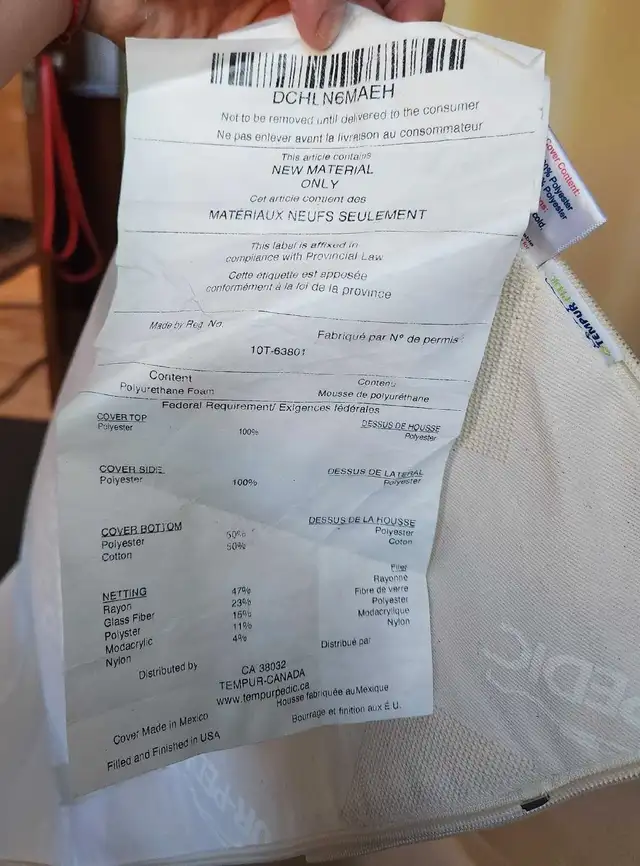 DCHLN6MAEH
Not to be removed until delivered to the consumer
Ne pas enlever avant la livraison au consommateur
This article contains
NEW MATERIAL
ONLY
Cet article contient des
MATÉRIAUX NEUFS SEULEMENT
This label is affixed in
compliance with Provincial Law
Cette étiquette est apposée
conformément à la loi de la province
Made by Reg. No. Fabriqué par N° de permis
10T-63801
Content Contenu
Polyurethane Foam Mousse de polyuréthane
Federal Requirement/ Exigences fédérales
COVER TOP DESSUS DE HOUSSE
Polyester 100% Polyester
COVER SIDE DESSUS DE LATERAL
Polyester 100% Polyester
COVER BOTTOM DESSUS DE LA HOUSSE
Polyester 50% Polyester
Cotton 50% Coton
NETTING Filer
Rayon 47% Rayonne
Glass Fiber 23% Fibre de verre
Polyster 16% Polyester
Modacrylic 11% Modacrylique
Nylon 4% Nylon
Distributed by Distribué par
CA 38032
TEMPUR-CANADA
www.tempurpedic.ca
Cover Made in Mexico Housse fabriquée au Mexique
Filled and Finished in USA Bourrage et finition aux É.U.
Cover Content:
Polyester
Polyester
cold.
TEMPUR
PEDIC